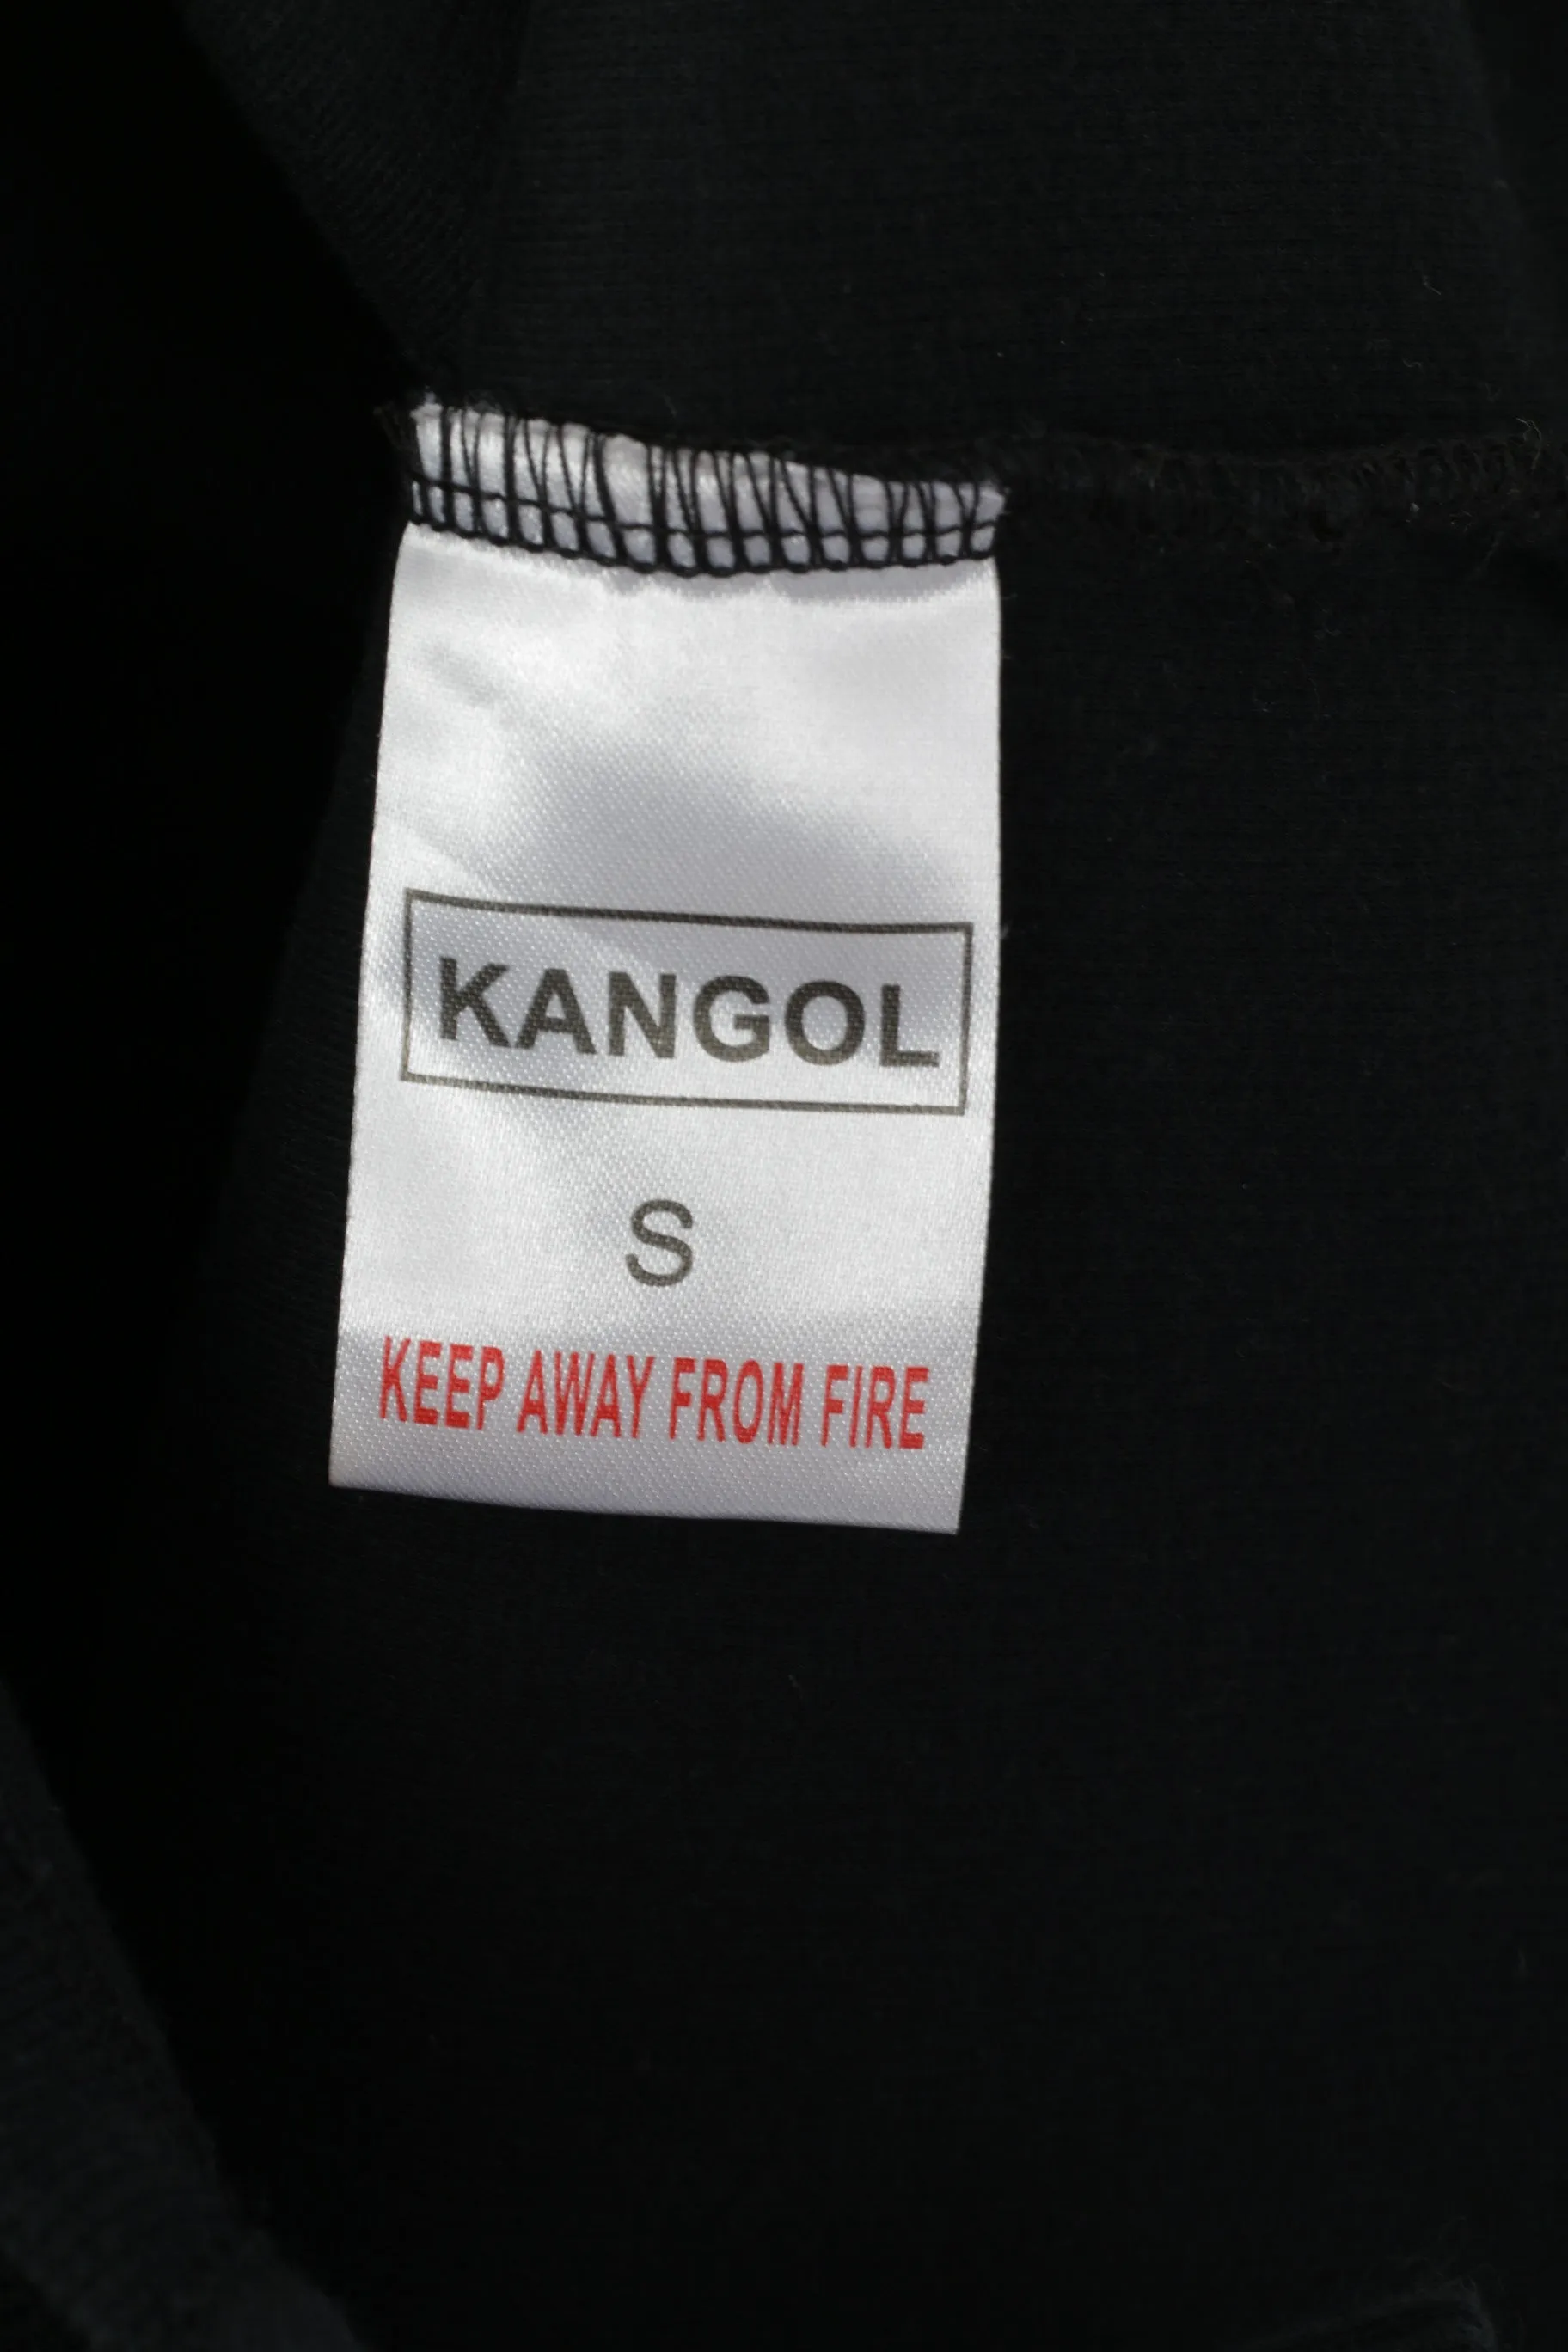 KANGOL
S
KEEP AWAY FROM FIRE